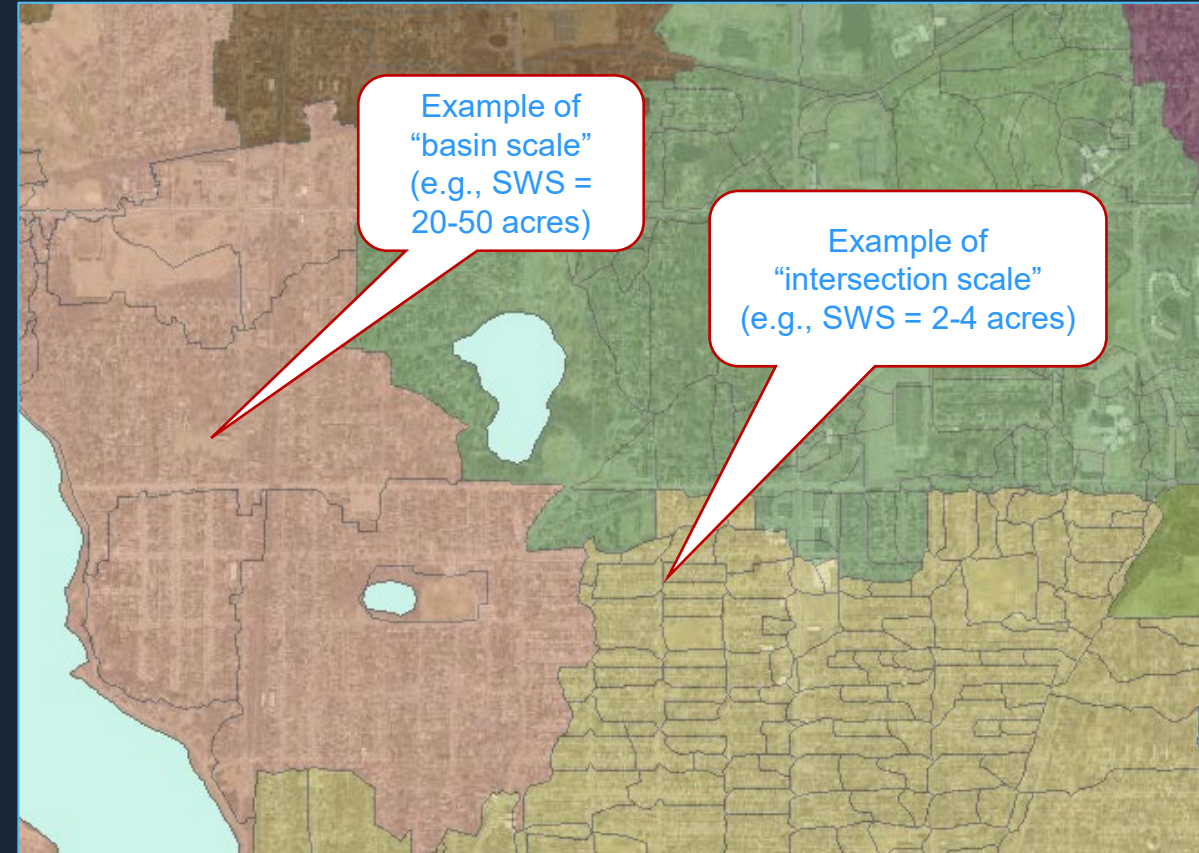 Example of
“basin scale”
(e.g., SWS =
20-50 acres)
Example of
“intersection scale”
(e.g., SWS = 2-4 acres)